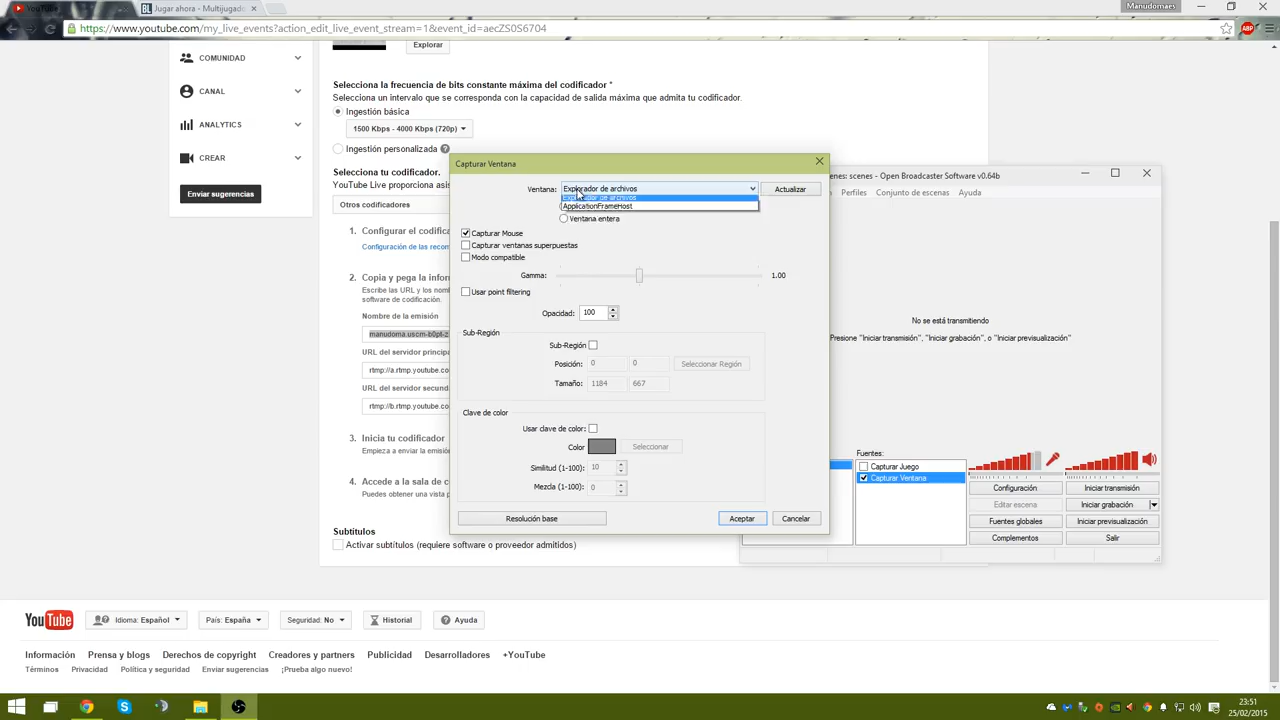 YouTube
Jugar ahora - Multijugado
Manudomaes
https://www.youtube.com/my_live_events?action_edit_live_event_stream=1&event_id=aecZS0S6704
COMUNIDAD
CANAL
ANALYTICS
CREAR
Enviar sugerencias
Explorar
Selecciona la frecuencia de bits constante máxima del codificador *
Selecciona un intervalo que se corresponda con la capacidad de salida máxima que admita tu codificador.
Ingestión básica
1500 Kbps - 4000 Kbps (720p)
Ingestión personalizada ?
Selecciona tu codificador.
YouTube Live proporciona asis
Otros codificadores
1. Configurar el codifica
Configuración de las recon
2. Copia y pega la inform
Escribe las URL y los nomb
software de codificación.
Nombre de la emisión
manudoma.uscm-b0pt-z
URL del servidor principa
rtmp://a.rtmp.youtube.co
URL del servidor secund
rtmp://b.rtmp.youtube.co
3. Inicia tu codificador
Empieza a enviar la emisión
4. Accede a la sala de c
Puedes obtener una vista p
Subtítulos
Activar subtítulos (requiere software o proveedor admitidos)
Capturar Ventana
Ventana:
Explorador de archivos
Actualizar
Explorador de archivos
ApplicationFrameHost
Ventana entera
Capturar Mouse
Capturar ventanas superpuestas
Modo compatible
Gamma:
1.00
Usar point filtering
Opacidad:
100
Sub-Región
Sub-Región
Posición:
0
0
Seleccionar Región
Tamaño:
1184
667
Clave de color
Usar clave de color:
Color
Seleccionar
Similitud (1-100):
10
Mezcla (1-100):
0
Resolución base
Aceptar
Cancelar
enes: scenes - Open Broadcaster Software v0.64b
Perfiles
Conjunto de escenas
Ayuda
No se está transmitiendo
Presione "Iniciar transmisión", "Iniciar grabación", o "Iniciar previsualización"
Fuentes:
Capturar Juego
Capturar Ventana
Configuración
Iniciar transmisión
Editar escena
Iniciar grabación
Fuentes globales
Iniciar previsualización
Complementos
Salir
YouTube
Idioma: Español
País: España
Seguridad: No
Historial
Ayuda
Información
Prensa y blogs
Derechos de copyright
Creadores y partners
Publicidad
Desarrolladores
+YouTube
Términos
Privacidad
Política y seguridad
Enviar sugerencias
¡Prueba algo nuevo!
23:51
25/02/2015